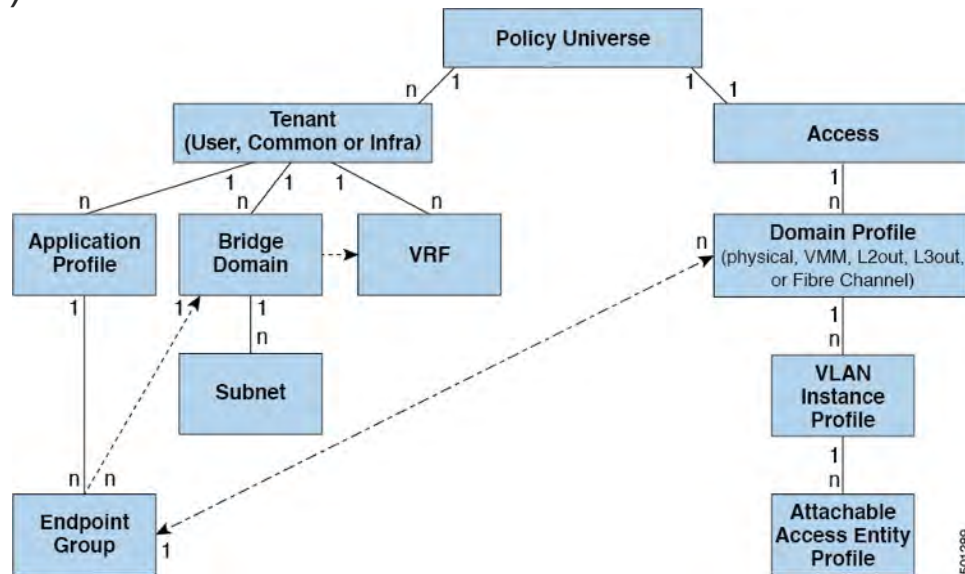 )
Policy Universe
1
1
n
1
Tenant
(User, Common or Infra)
Access
1
1
1
1
n
n
n
n
Application
Profile
Bridge
Domain
VRF
n
Domain Profile
(physical, VMM, L2out, L3out,
or Fibre Channel)
1
1
1
1
n
n
Subnet
VLAN
Instance
Profile
1
n
n
n
Endpoint
Group
1
Attachable
Access Entity
Profile
501289